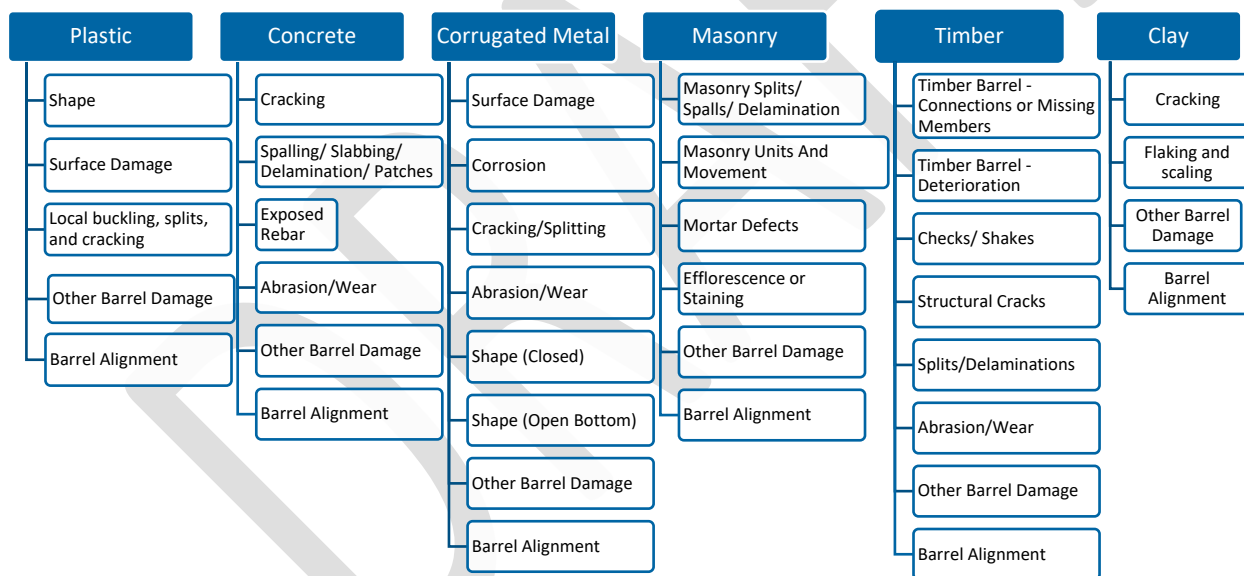 Plastic
Shape
Surface Damage
Local buckling, splits,
and cracking
Other Barrel Damage
Barrel Alignment
Concrete
Cracking
Spalling/ Slabbing/
Delamination/ Patches
Exposed
Rebar
Abrasion/Wear
Other Barrel Damage
Barrel Alignment
Corrugated Metal
Surface Damage
Corrosion
Cracking/Splitting
Abrasion/Wear
Shape (Closed)
Shape (Open Bottom)
Other Barrel Damage
Barrel Alignment
Masonry
Masonry Splits/
Spalls/ Delamination
Masonry Units And
Movement
Mortar Defects
Efflorescence or
Staining
Other Barrel Damage
Barrel Alignment
Timber
Timber Barrel -
Connections or Missing
Members
Timber Barrel -
Deterioration
Checks/ Shakes
Structural Cracks
Splits/Delaminations
Abrasion/Wear
Other Barrel Damage
Barrel Alignment
Clay
Cracking
Flaking and
scaling
Other Barrel
Damage
Barrel
Alignment